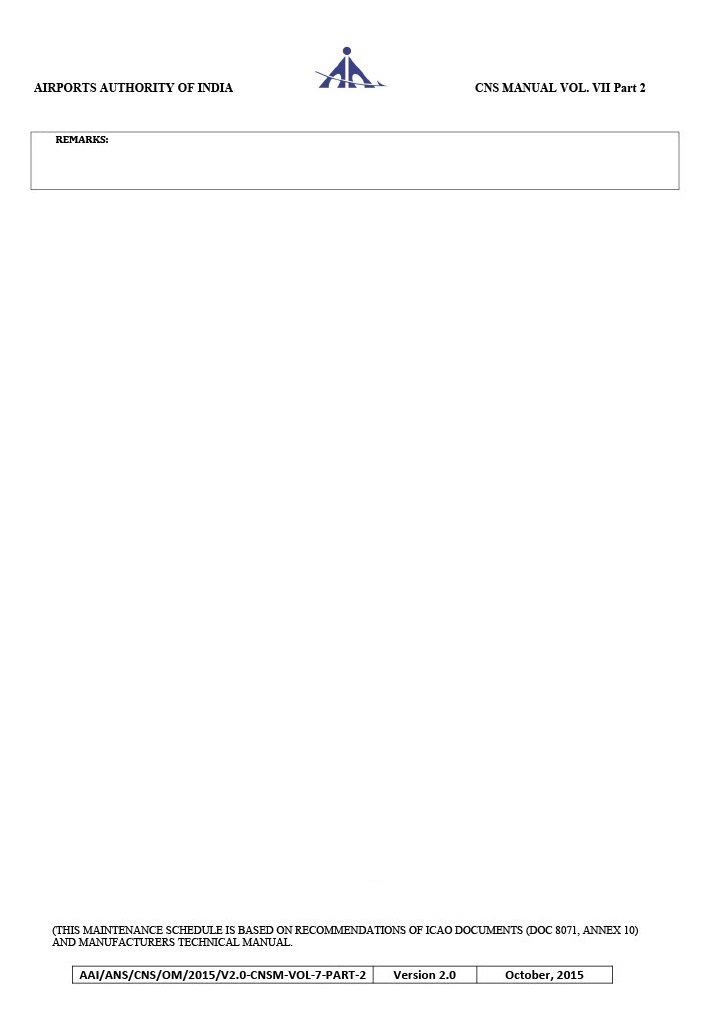 AIRPORTS AUTHORITY OF INDIA
CNS MANUAL VOL. VII Part 2
REMARKS:
(THIS MAINTENANCE SCHEDULE IS BASED ON RECOMMENDATIONS OF ICAO DOCUMENTS (DOC 8071, ANNEX 10)
AND MANUFACTURERS TECHNICAL MANUAL.
AAI/ANS/CNS/OM/2015/V2.0-CNSM-VOL-7-PART-2 Version 2.0 October, 2015